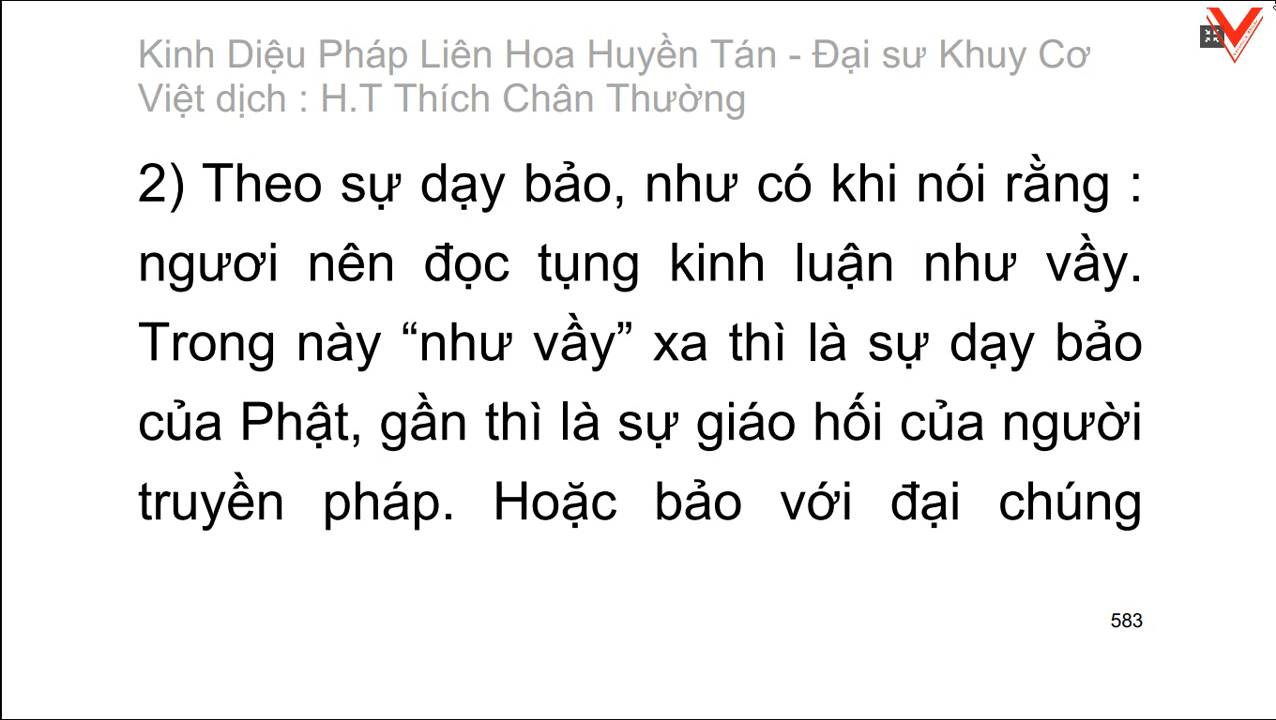 Kinh Diệu Pháp Liên Hoa Huyền Tán - Đại sư Khuy Cơ
Việt dịch : H.T Thích Chân Thường
2) Theo sự dạy bảo, như có khi nói rằng :
ngươi nên đọc tụng kinh luận như vầy.
Trong này “như vầy” xa thì là sự dạy bảo
của Phật, gần thì là sự giáo hối của người
truyền pháp. Hoặc bảo với đại chúng
583